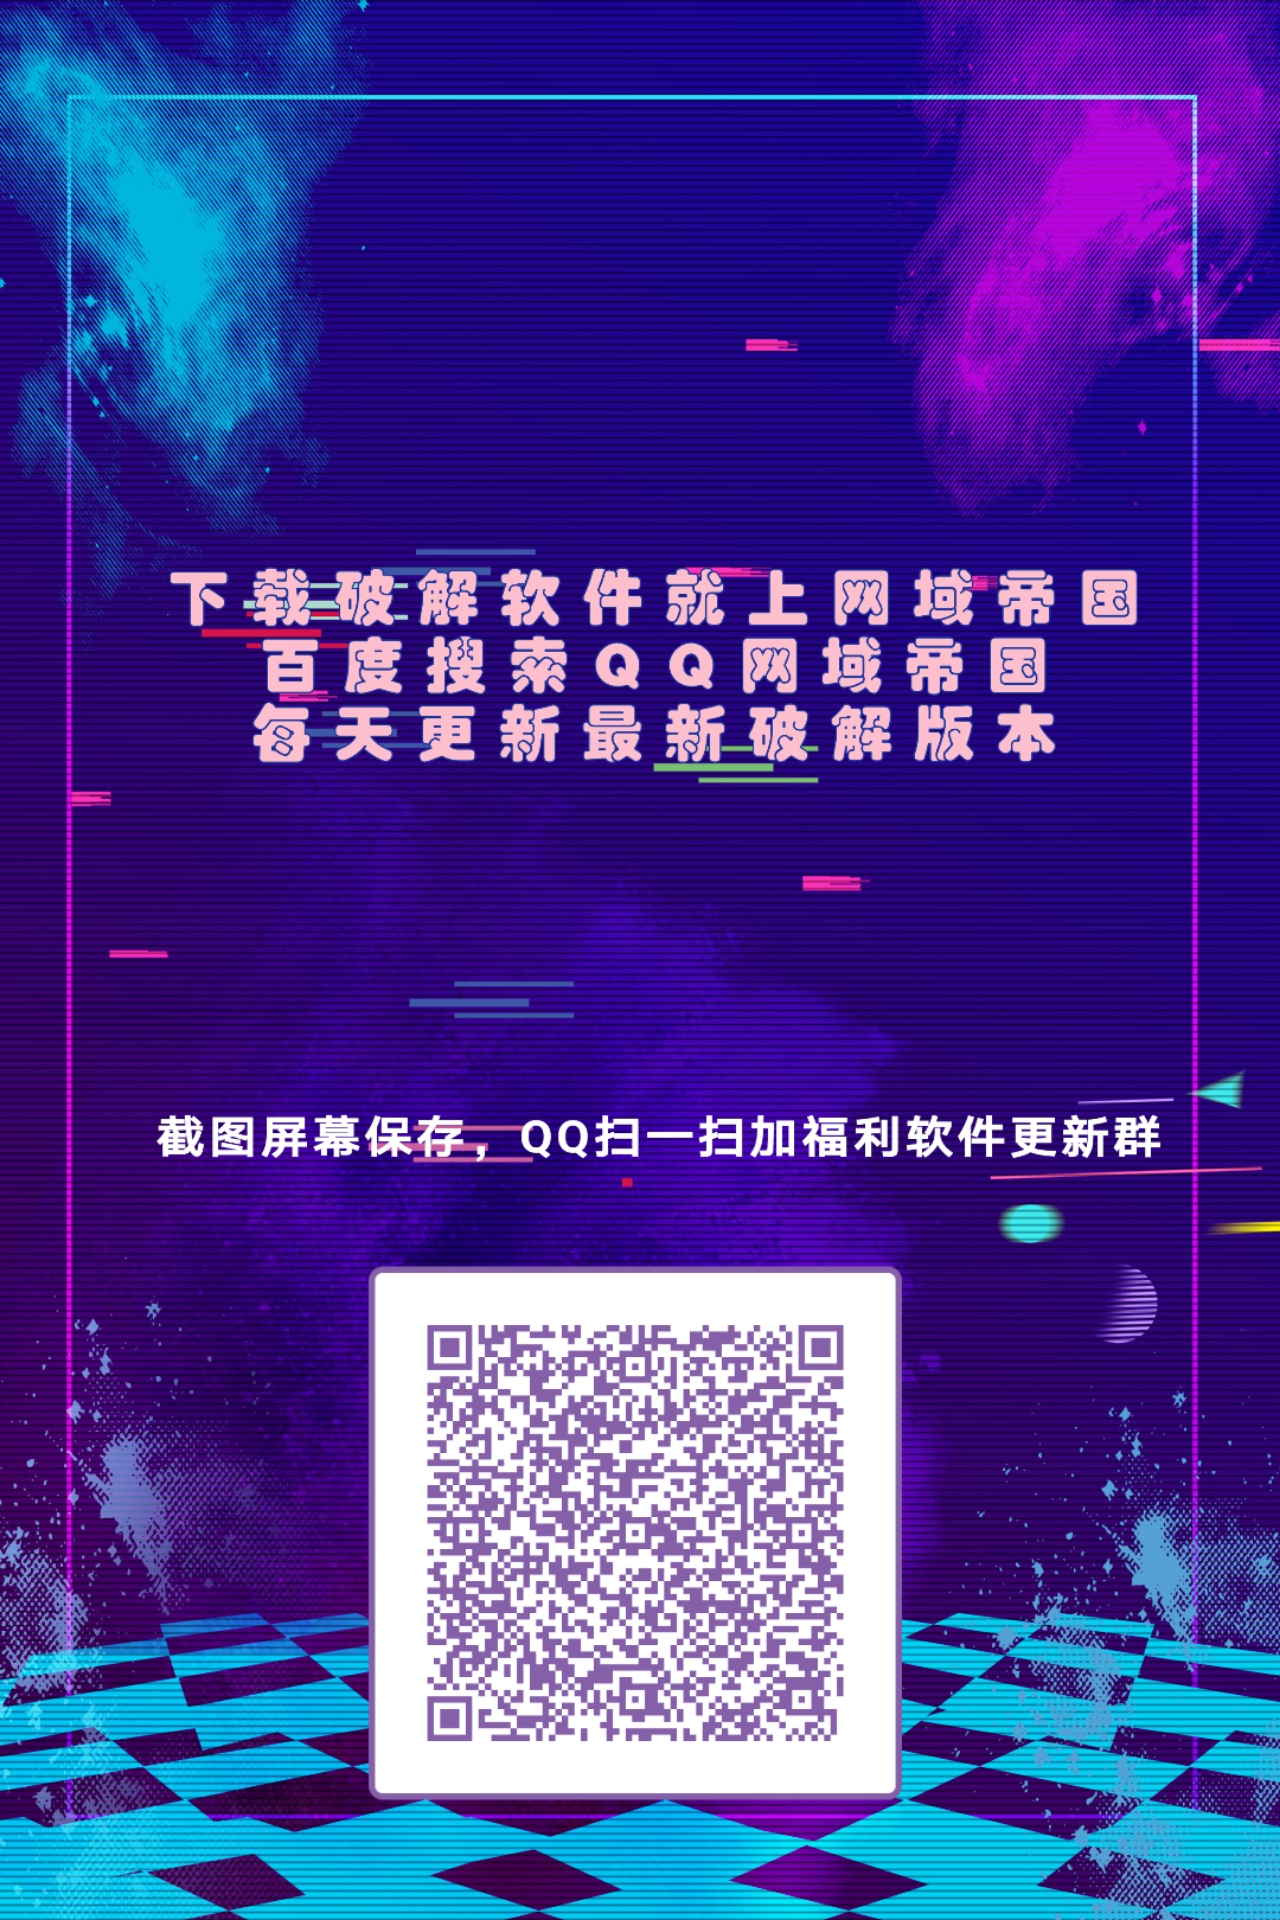 下载破解软件就上网域帝国
百度搜索QQ网域帝国
每天更新最新破解版本
截图屏幕保存，QQ扫一扫加福利软件更新群